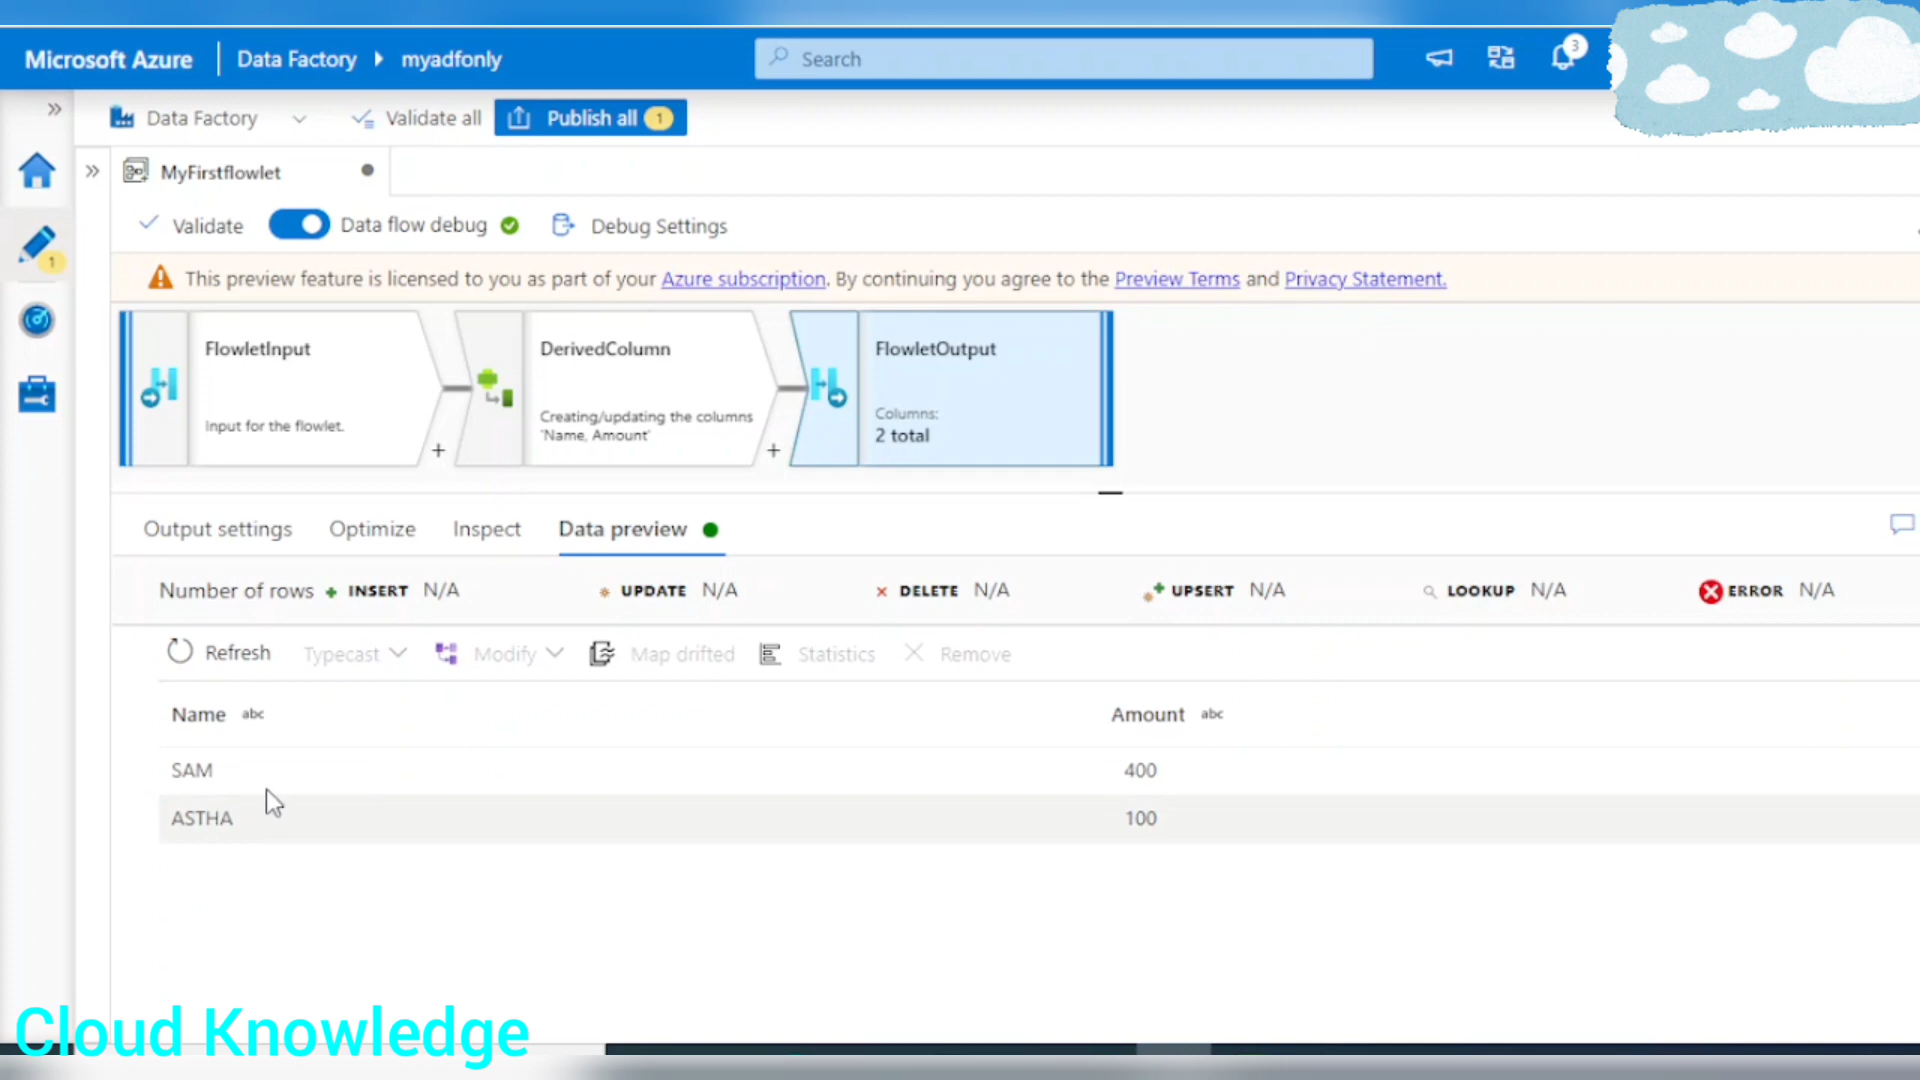 Microsoft Azure Data Factory myadfonly Search 3
Data Factory Validate all Publish all 1
MyFirstflowlet
Validate Data flow debug Debug Settings
1
This preview feature is licensed to you as part of your Azure subscription. By continuing you agree to the Preview Terms and Privacy Statement.
FlowletInput
Input for the flowlet.
+
DerivedColumn
Creating/updating the columns
'Name, Amount'
+
FlowletOutput
Columns:
2 total
Output settings Optimize Inspect Data preview
Number of rows + INSERT N/A UPDATE N/A DELETE N/A UPSERT N/A LOOKUP N/A ERROR N/A
Refresh Typecast Modify Map drifted Statistics Remove
Name abc Amount abc
SAM 400
ASTHA 100
Cloud Knowledge